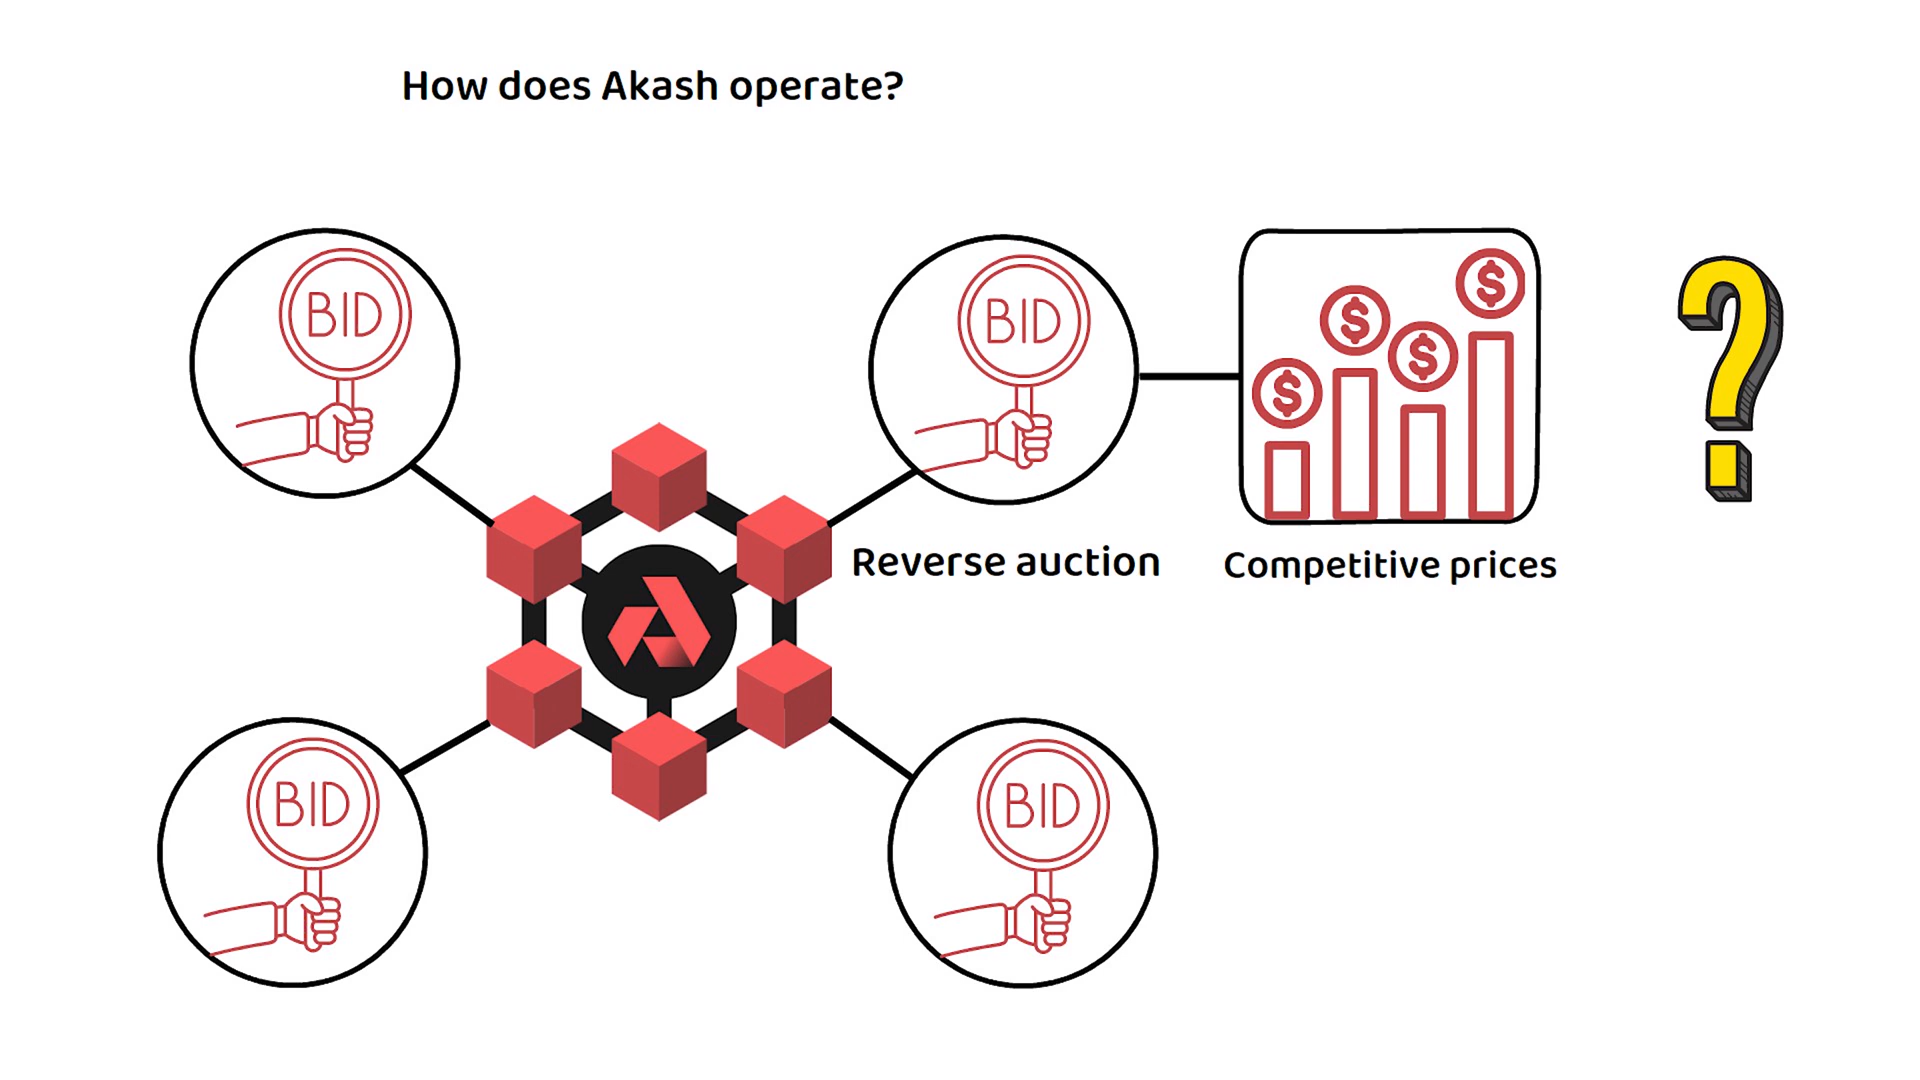 How does Akash operate?
BID
BID
$
$
$
$
Reverse auction
Competitive prices
BID
BID